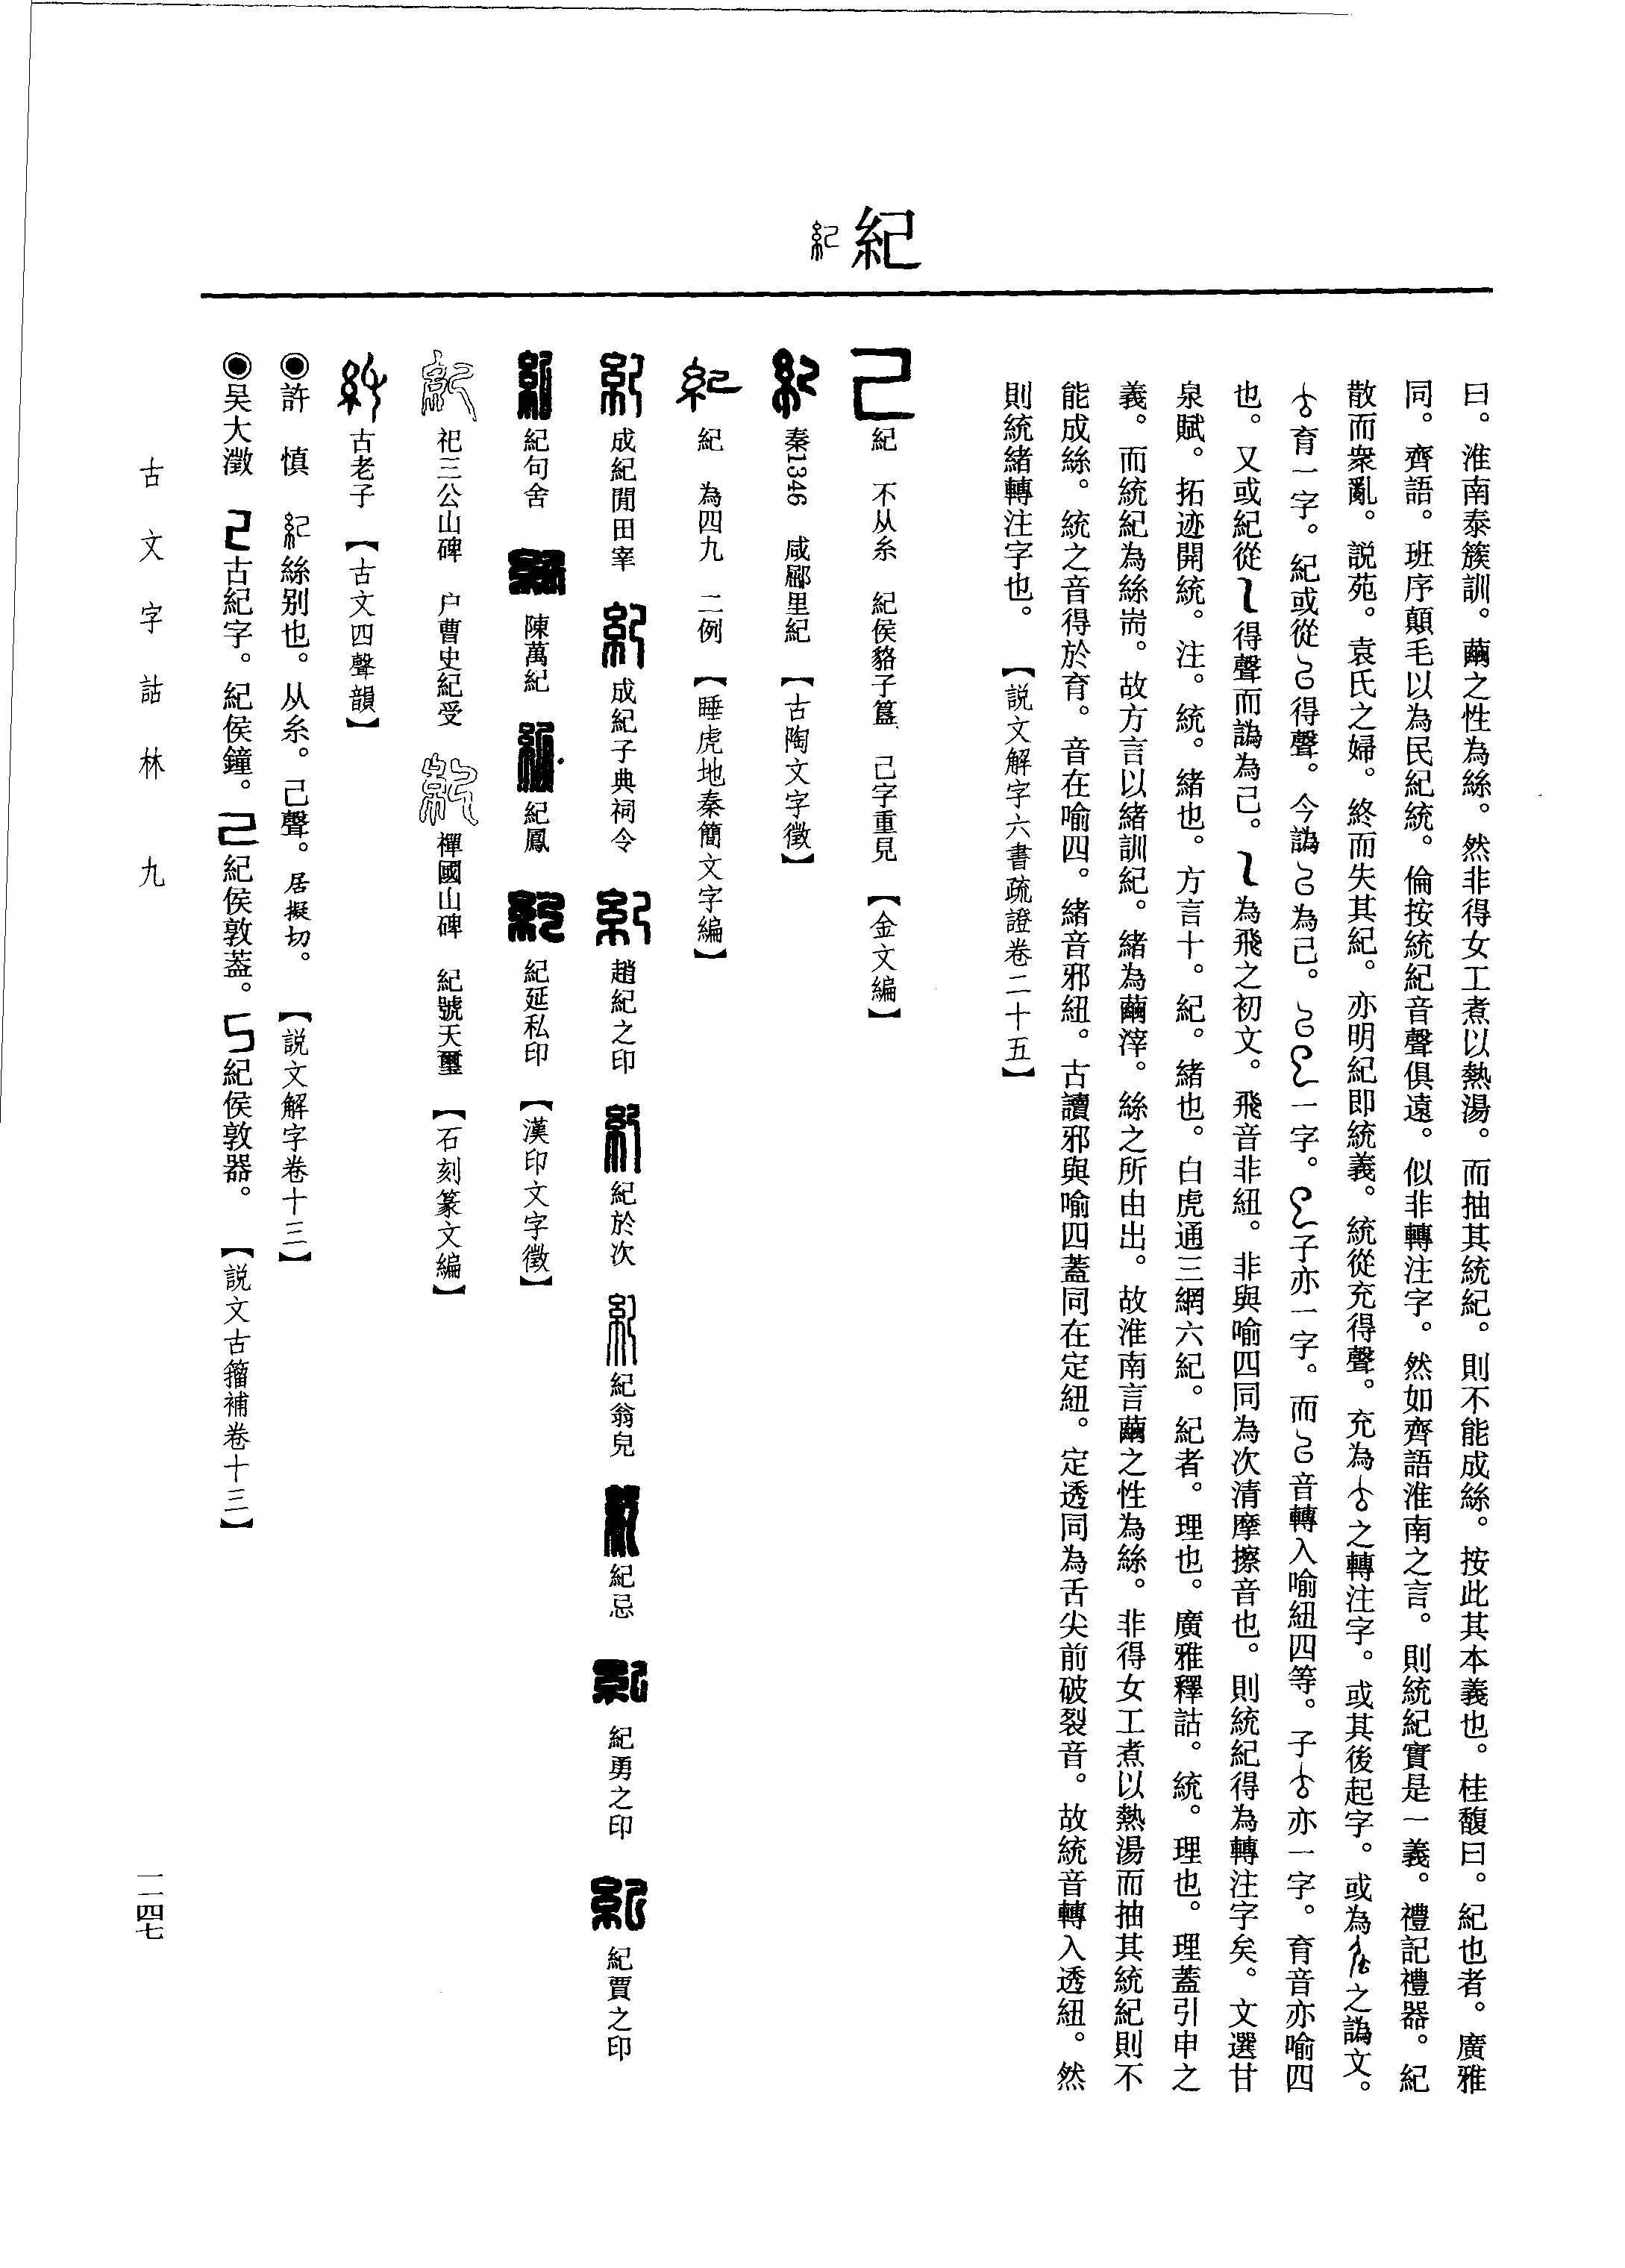 紀
曰。淮南泰簇訓。繭之性為絲。然非得女工煮以熱湯。而抽其統紀。則不能成絲。按此其本義也。桂馥曰。紀也者。廣雅
同。齊語。班序顛毛以為民紀統。倫按統紀音聲俱遠。似非轉注字。然如齊語淮南之言。則統紀實是一義。禮記禮器。紀
散而衆亂。説苑。袁氏之婦。終而失其紀。亦明紀即統義。統從充得聲。充為之轉注字。或其後起字。或為之譌文。
育一字。紀或從得聲。今譌為己。一字。子亦一字。而音轉入喻紐四等。子亦一字。育音亦喻四
也。又或紀從得聲而譌為己。為飛之初文。飛音非紐。非與喻四同為次清摩擦音也。則統紀得為轉注字矣。文選甘
泉賦。拓迹開統。注。統。緒也。方言十。紀。緒也。白虎通三網六紀。紀者。理也。廣雅釋詁。統。理也。理蓋引申之
義。而統紀為絲耑。故方言以緒訓紀。緒為繭滓。絲之所由出。故淮南言繭之性為絲。非得女工煮以熱湯而抽其統紀則不
能成絲。統之音得於育。音在喻四。緒音邪紐。古讀邪與喻四蓋同在定紐。定透同為舌尖前破裂音。故統音轉入透紐。然
則統緒轉注字也。【説文解字六書疏證卷二十五】
紀 不从糸 紀侯貉子簋 己字重見 【金文編】
秦1346 咸郿里紀 【古陶文字徵】
紀 為四九 二例 【睡虎地秦簡文字編】
成紀閒田宰 成紀子典祠令 趙紀之印 紀於次 紀翁兒 紀忌 紀勇之印 紀賈之印
紀句舍 陳萬紀 紀鳳 紀延私印 【漢印文字徵】
祀三公山碑 户曹史紀受 禪國山碑 紀號天璽 【石刻篆文編】
古老子 【古文四聲韻】
◉許 慎 紀絲别也。从糸。己聲。居擬切。 【説文解字卷十三】
◉吴大澂 古紀字。紀侯鐘。紀侯敦蓋。紀侯敦器。 【説文古籀補卷十三】
古文字詁林 九
一二四七